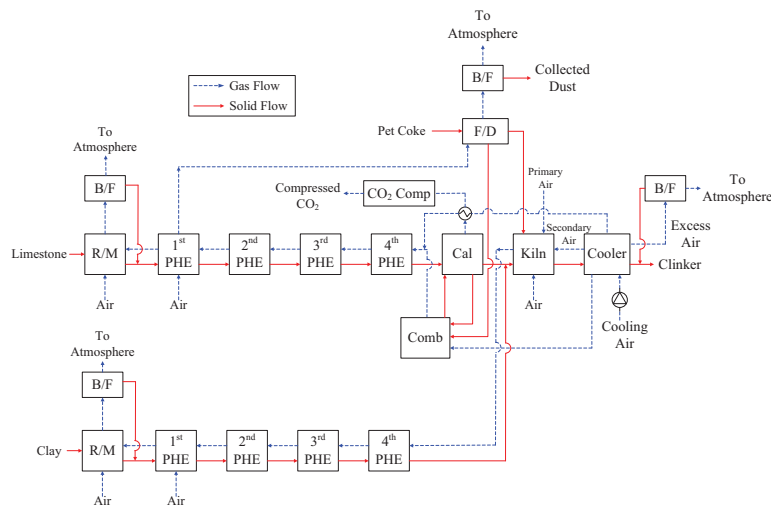 To
Atmosphere
B/F
Collected
Dust
Gas Flow
Solid Flow
Pet Coke
F/D
To
Atmosphere
B/F
Compressed
CO₂
CO₂ Comp
Primary
Air
B/F
To
Atmosphere
Limestone
R/M
1st
PHE
2nd
PHE
3rd
PHE
4th
PHE
Cal
Kiln
Secondary
Air
Cooler
Excess
Air
Clinker
Air
Air
Air
Comb
Cooling
Air
To
Atmosphere
B/F
Clay
R/M
1st
PHE
2nd
PHE
3rd
PHE
4th
PHE
Air
Air